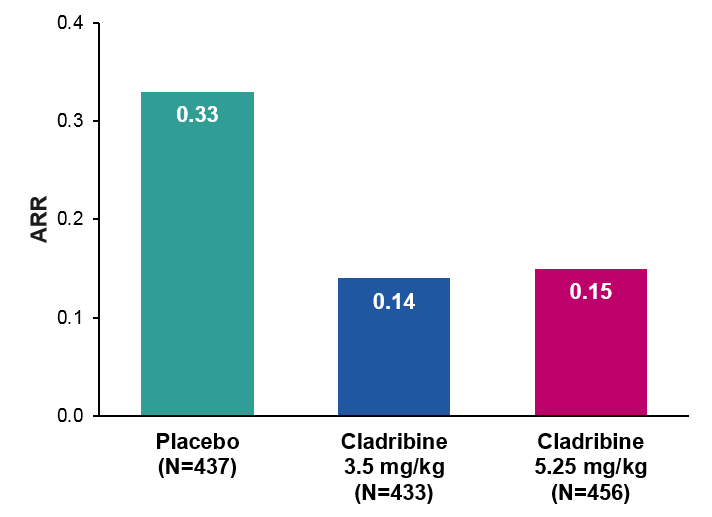 0.4
0.3
0.2
0.1
0.0
ARR
0.33
0.14
0.15
Placebo
(N=437)
Cladribine
3.5 mg/kg
(N=433)
Cladribine
5.25 mg/kg
(N=456)